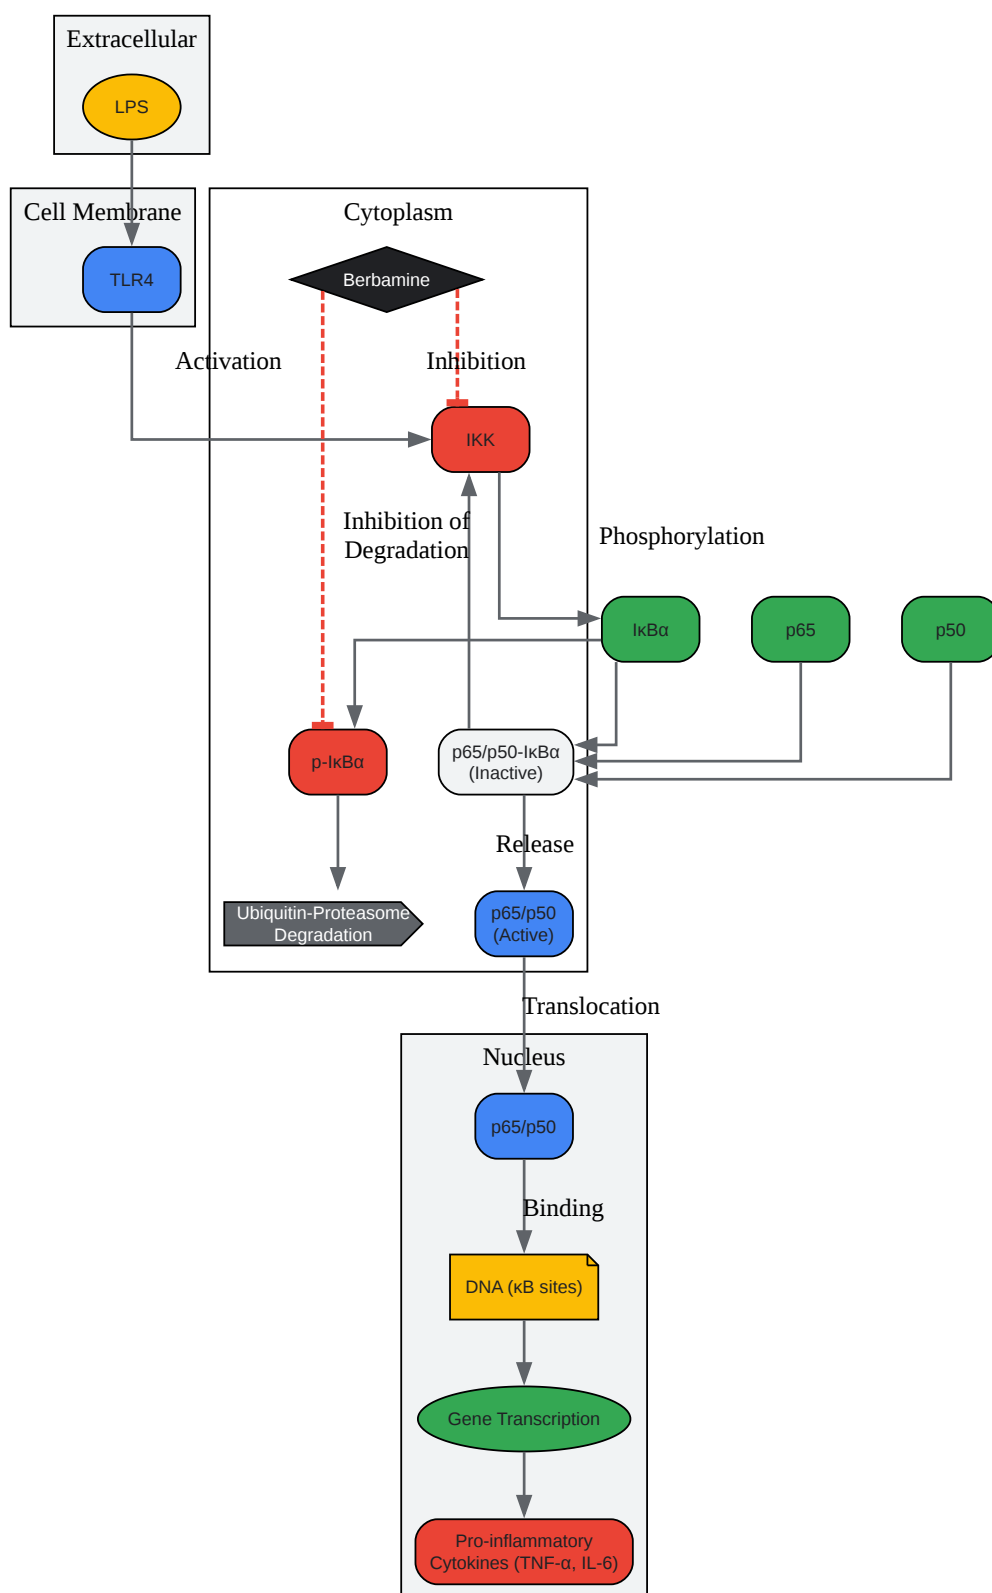 Extracellular
LPS
Cell Membrane
Cytoplasm
TLR4
Berbamine
Activation
Inhibition
IKK
Inhibition of
Degradation
Phosphorylation
IκBα
p65
p50
p-IκBα
p65/p50-IκBα
(Inactive)
Release
Ubiquitin-Proteasome
Degradation
p65/p50
(Active)
Translocation
Nucleus
p65/p50
Binding
DNA (κB sites)
Gene Transcription
Pro-inflammatory
Cytokines (TNF-α, IL-6)